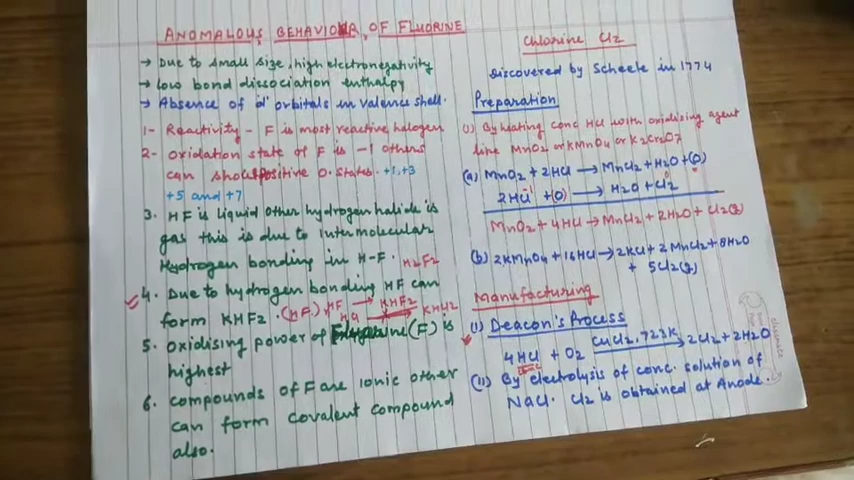 ANOMALOUS BEHAVIOUR OF FLUORINE
→ Due to small size, high electronegativity
→ Low bond dissociation enthalpy
→ Absence of 'd' orbitals in valence shell.
1- Reactivity - F is most reactive halogen
2- Oxidation state of F is -1 others
can show positive O. States. +1, +3
+5 and +7
3. HF is liquid other hydrogen halide is
gas this is due to intermolecular
Hydrogen bonding in H-F. H2F2
4. Due to hydrogen bonding HF can
form KHF2. (HF) HF → KHF2
HCl → KHCl2
5. Oxidising power of (F) is
highest
6. compounds of F are ionic other
can form covalent compound
also.
Chlorine Cl2
Discovered by Scheele in 1774
Preparation
(i) By heating conc HCl with oxidising agent
like MnO2 or KMnO4 or K2Cr2O7
(a) MnO2 + 2HCl → MnCl2 + H2O + (O)
2HCl -1 + (O) → H2O + Cl2 0
MnO2 + 4HCl → MnCl2 + 2H2O + Cl2(g)
(b) 2KMnO4 + 16HCl → 2KCl + 2MnCl2 + 8H2O
+ 5Cl2(g)
Manufacturing
(i) Deacon's Process
4HCl + O2 CuCl2, 723K → 2Cl2 + 2H2O
(ii) By electrolysis of conc. solution of
NaCl. Cl2 is obtained at Anode.